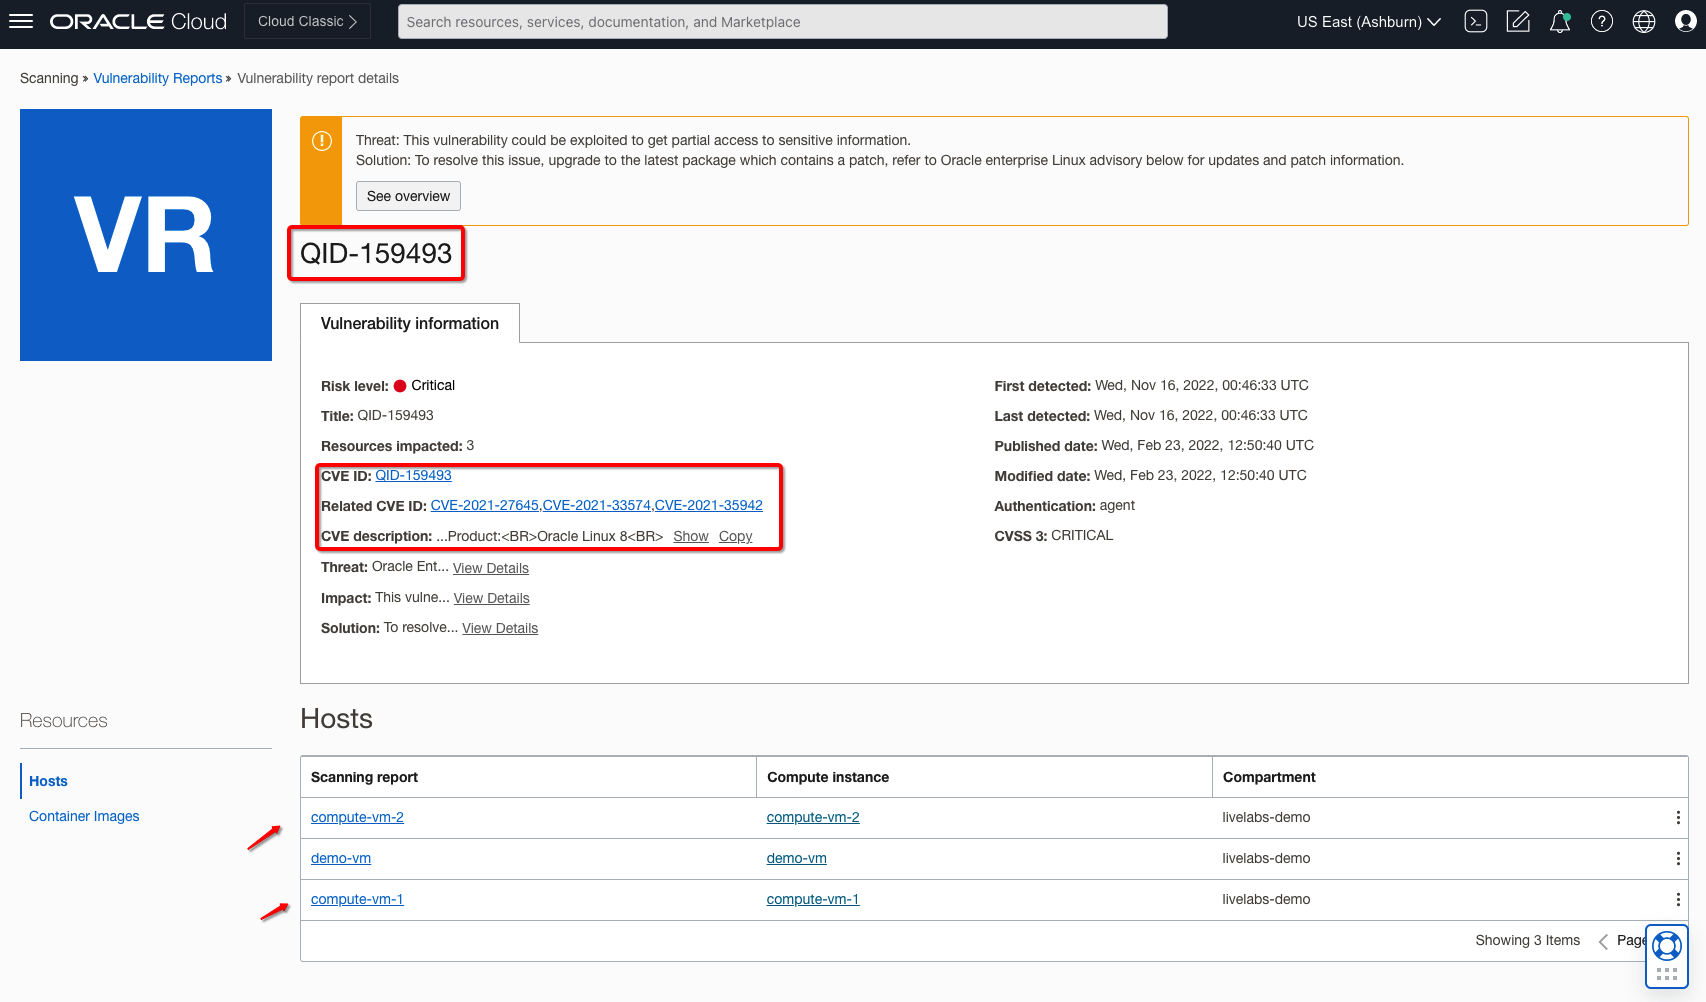 ORACLE Cloud
Cloud Classic
Search resources, services, documentation, and Marketplace
US East (Ashburn)
Scanning » Vulnerability Reports » Vulnerability report details
VR
Threat: This vulnerability could be exploited to get partial access to sensitive information.
Solution: To resolve this issue, upgrade to the latest package which contains a patch, refer to Oracle enterprise Linux advisory below for updates and patch information.
See overview
QID-159493
Vulnerability information
Risk level: Critical
Title: QID-159493
Resources impacted: 3
CVE ID: QID-159493
Related CVE ID: CVE-2021-27645,CVE-2021-33574,CVE-2021-35942
CVE description: ...Product:<BR>Oracle Linux 8<BR> Show Copy
Threat: Oracle Ent... View Details
Impact: This vulne... View Details
Solution: To resolve... View Details
First detected: Wed, Nov 16, 2022, 00:46:33 UTC
Last detected: Wed, Nov 16, 2022, 00:46:33 UTC
Published date: Wed, Feb 23, 2022, 12:50:40 UTC
Modified date: Wed, Feb 23, 2022, 12:50:40 UTC
Authentication: agent
CVSS 3: CRITICAL
Resources
Hosts
Container Images
Hosts
Scanning report Compute instance Compartment
compute-vm-2 compute-vm-2 livelabs-demo
demo-vm demo-vm livelabs-demo
compute-vm-1 compute-vm-1 livelabs-demo
Showing 3 Items Page